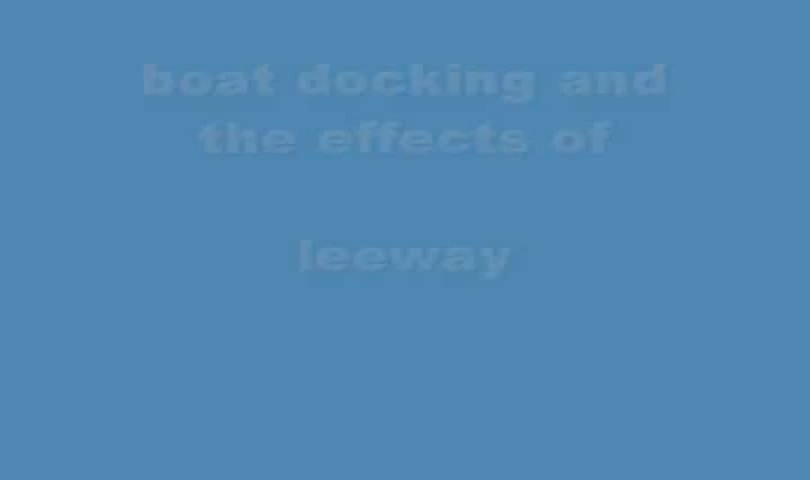 boat docking and
the effects of
leeway